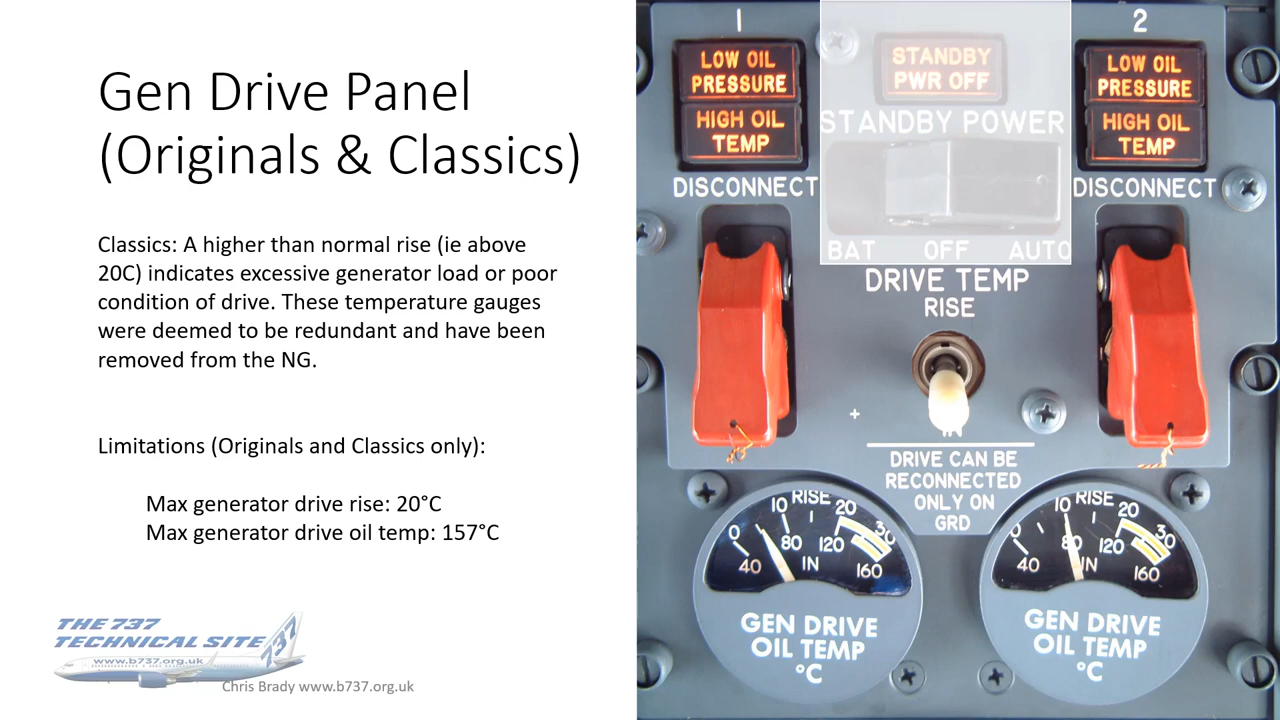 Gen Drive Panel
(Originals & Classics)
Classics: A higher than normal rise (ie above
20C) indicates excessive generator load or poor
condition of drive. These temperature gauges
were deemed to be redundant and have been
removed from the NG.
Limitations (Originals and Classics only):
Max generator drive rise: 20°C
Max generator drive oil temp: 157°C
THE 737
TECHNICAL SITE
737
www.b737.org.uk
Chris Brady www.b737.org.uk
1
LOW OIL
PRESSURE
HIGH OIL
TEMP
DISCONNECT
STANDBY
PWR OFF
STANDBY POWER
BAT OFF AUTO
2
LOW OIL
PRESSURE
HIGH OIL
TEMP
DISCONNECT
DRIVE TEMP
RISE
IN
DRIVE CAN BE
RECONNECTED
ONLY ON
GRD
RISE
0 10 20 30
40 80 120 160
IN
GEN DRIVE
OIL TEMP
°C
RISE
0 10 20 30
40 80 120 160
IN
GEN DRIVE
OIL TEMP
°C